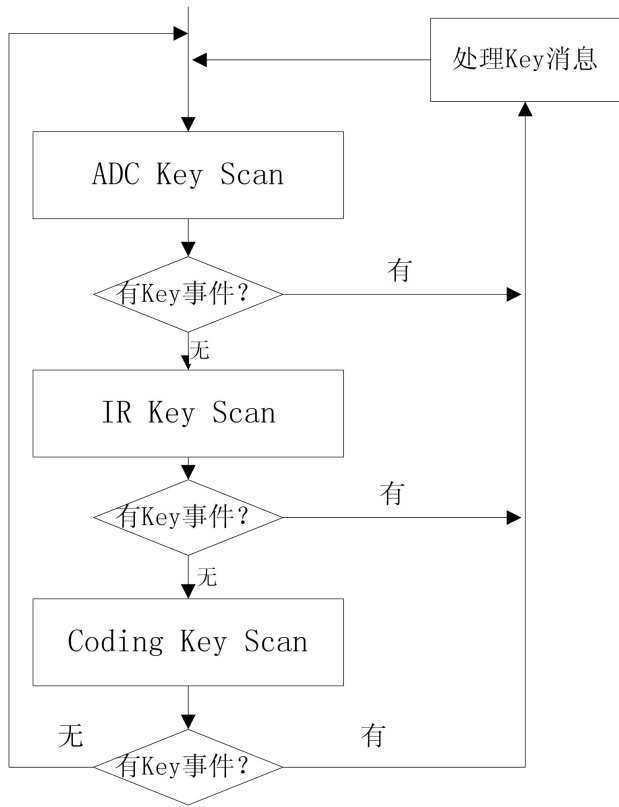 处理Key消息
ADC Key Scan
有Key事件?
有
无
IR Key Scan
有Key事件?
有
无
Coding Key Scan
有Key事件?
无
有